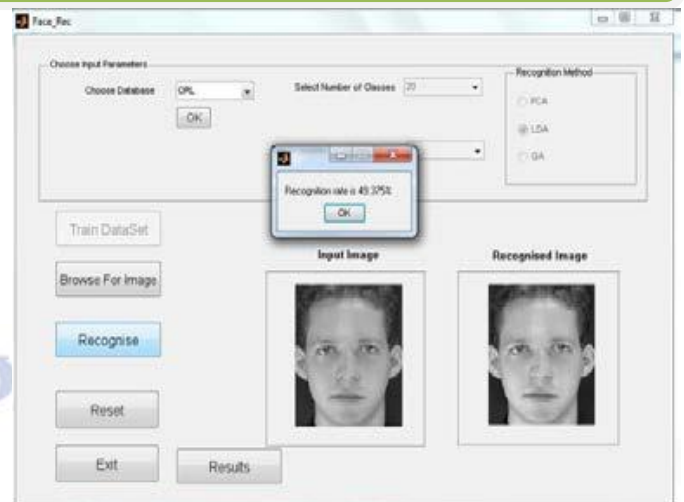 Face_Rec
Choose Input Parameters
Choose Database
ORL
OK
Select Number of Classes
20
Recognition Method
PCA
LDA
GA
Recognition rate is 49.375%
OK
Train DataSet
Browse For Image
Recognise
Reset
Exit
Results
Input Image
Recognised Image